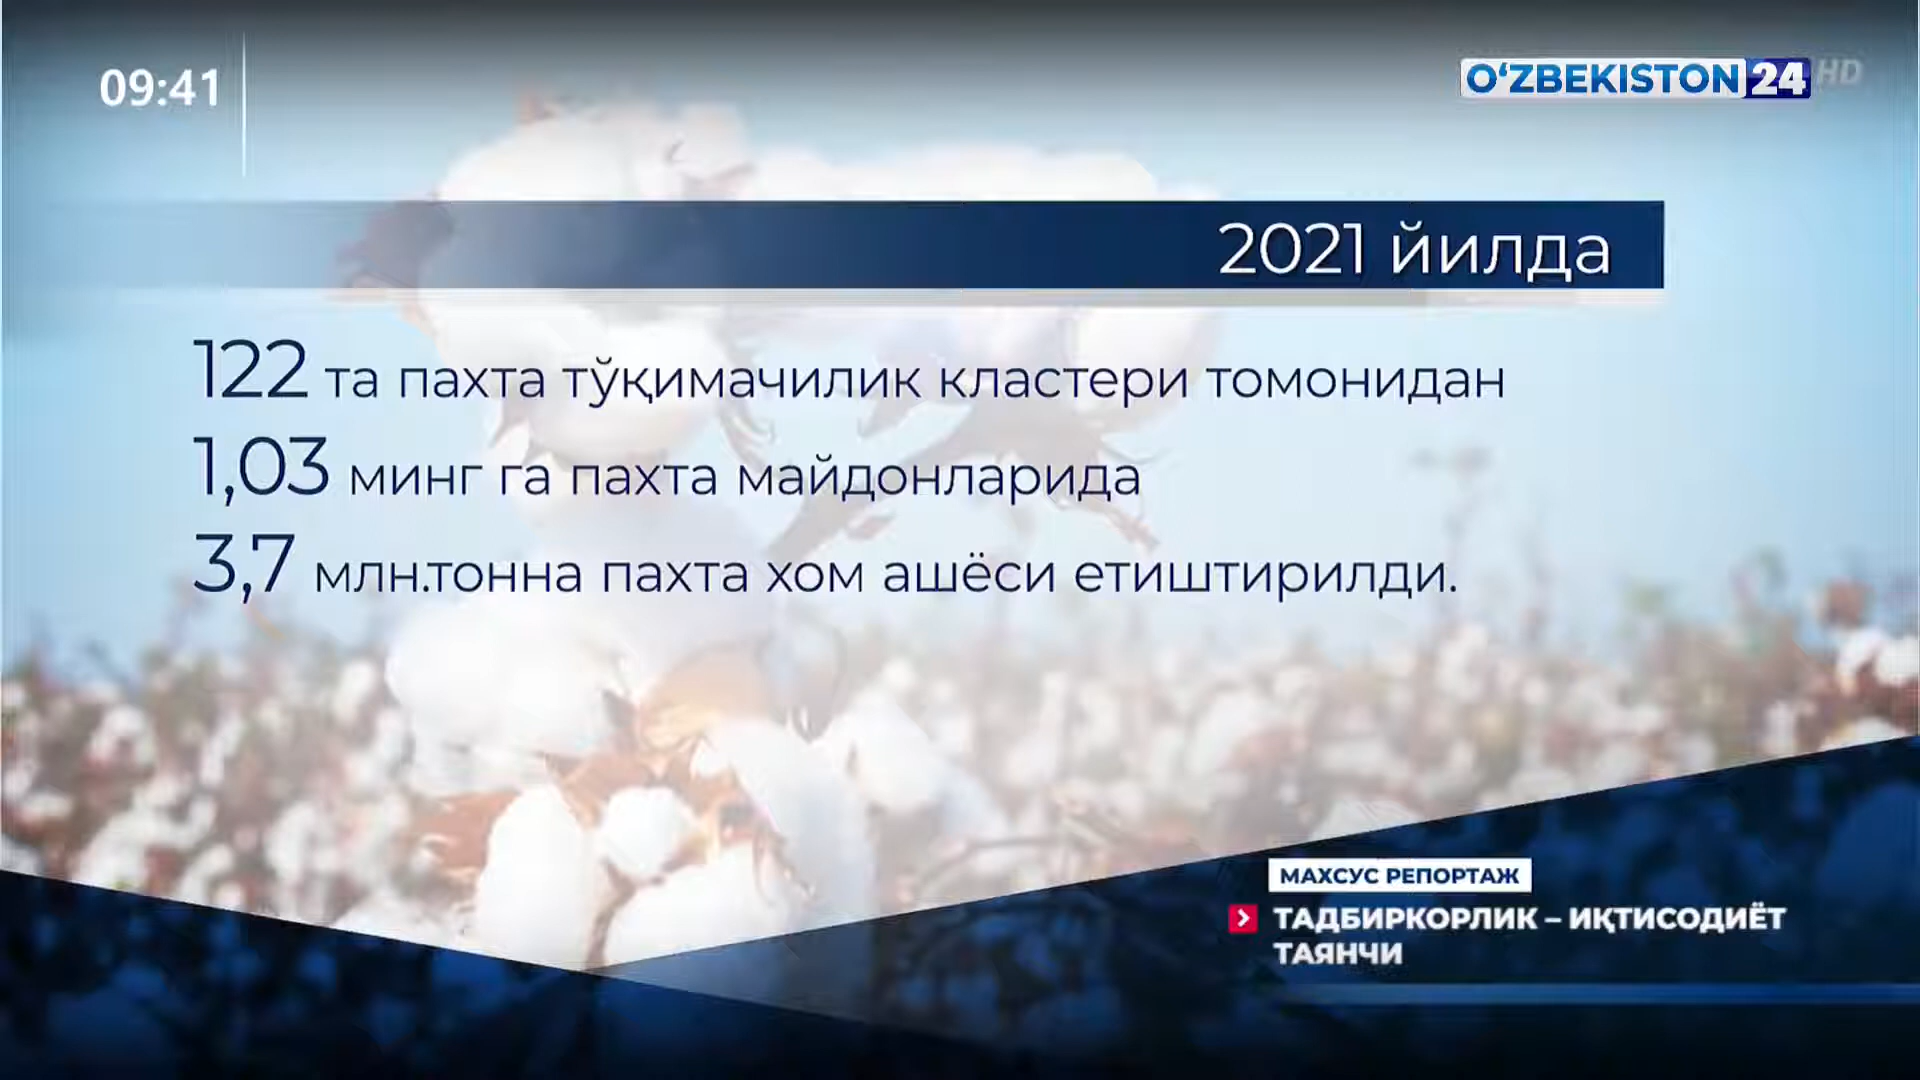 09:41
O‘ZBEKISTON 24 HD
2021 йилда
122 та пахта тўқимачилик кластери томонидан
1,03 минг га пахта майдонларида
3,7 млн.тонна пахта хом ашёси етиштирилди.
МАХСУС РЕПОРТАЖ
ТАДБИРКОРЛИК – ИҚТИСОДИЁТ
ТАЯНЧИ